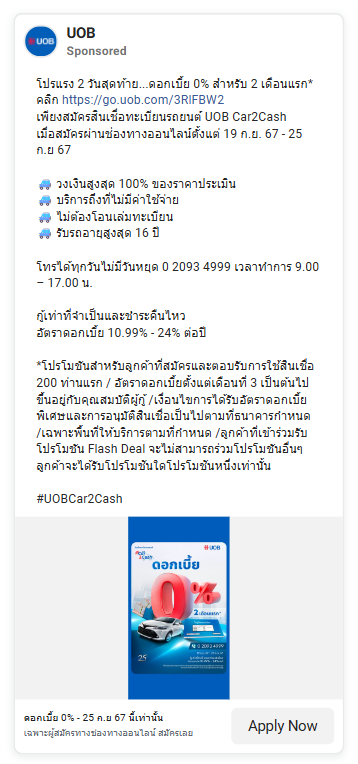 UOB
UOB
Sponsored
โปรแรง 2 วันสุดท้าย...ดอกเบี้ย 0% สำหรับ 2 เดือนแรก*
คลิก https://go.uob.com/3RIFBW2
เพียงสมัครสินเชื่อทะเบียนรถยนต์ UOB Car2Cash
เมื่อสมัครผ่านช่องทางออนไลน์ตั้งแต่ 19 ก.ย. 67 - 25
ก.ย 67
วงเงินสูงสุด 100% ของราคาประเมิน
บริการถึงที่ไม่มีค่าใช้จ่าย
ไม่ต้องโอนเล่มทะเบียน
รับรถอายุสูงสุด 16 ปี
โทรได้ทุกวันไม่มีวันหยุด 0 2093 4999 เวลาทำการ 9.00
– 17.00 น.
กู้เท่าที่จำเป็นและชำระคืนไหว
อัตราดอกเบี้ย 10.99% - 24% ต่อปี
*โปรโมชันสำหรับลูกค้าที่สมัครและตอบรับการใช้สินเชื่อ
200 ท่านแรก / อัตราดอกเบี้ยตั้งแต่เดือนที่ 3 เป็นต้นไป
ขึ้นอยู่กับคุณสมบัติผู้กู้ /เงื่อนไขการได้รับอัตราดอกเบี้ย
พิเศษและการอนุมัติสินเชื่อเป็นไปตามที่ธนาคารกำหนด
/เฉพาะพื้นที่ให้บริการตามที่กำหนด /ลูกค้าที่เข้าร่วมรับ
โปรโมชัน Flash Deal จะไม่สามารถร่วมโปรโมชันอื่นๆ
ลูกค้าจะได้รับโปรโมชันใดโปรโมชันหนึ่งเท่านั้น
#UOBCar2Cash
UOB
ดอกเบี้ย
0%
2 เดือนแรก*
0 2093 4999
25
ดอกเบี้ย 0% - 25 ก.ย 67 นี้เท่านั้น
เฉพาะผู้สมัครทางช่องทางออนไลน์ สมัครเลย
Apply Now